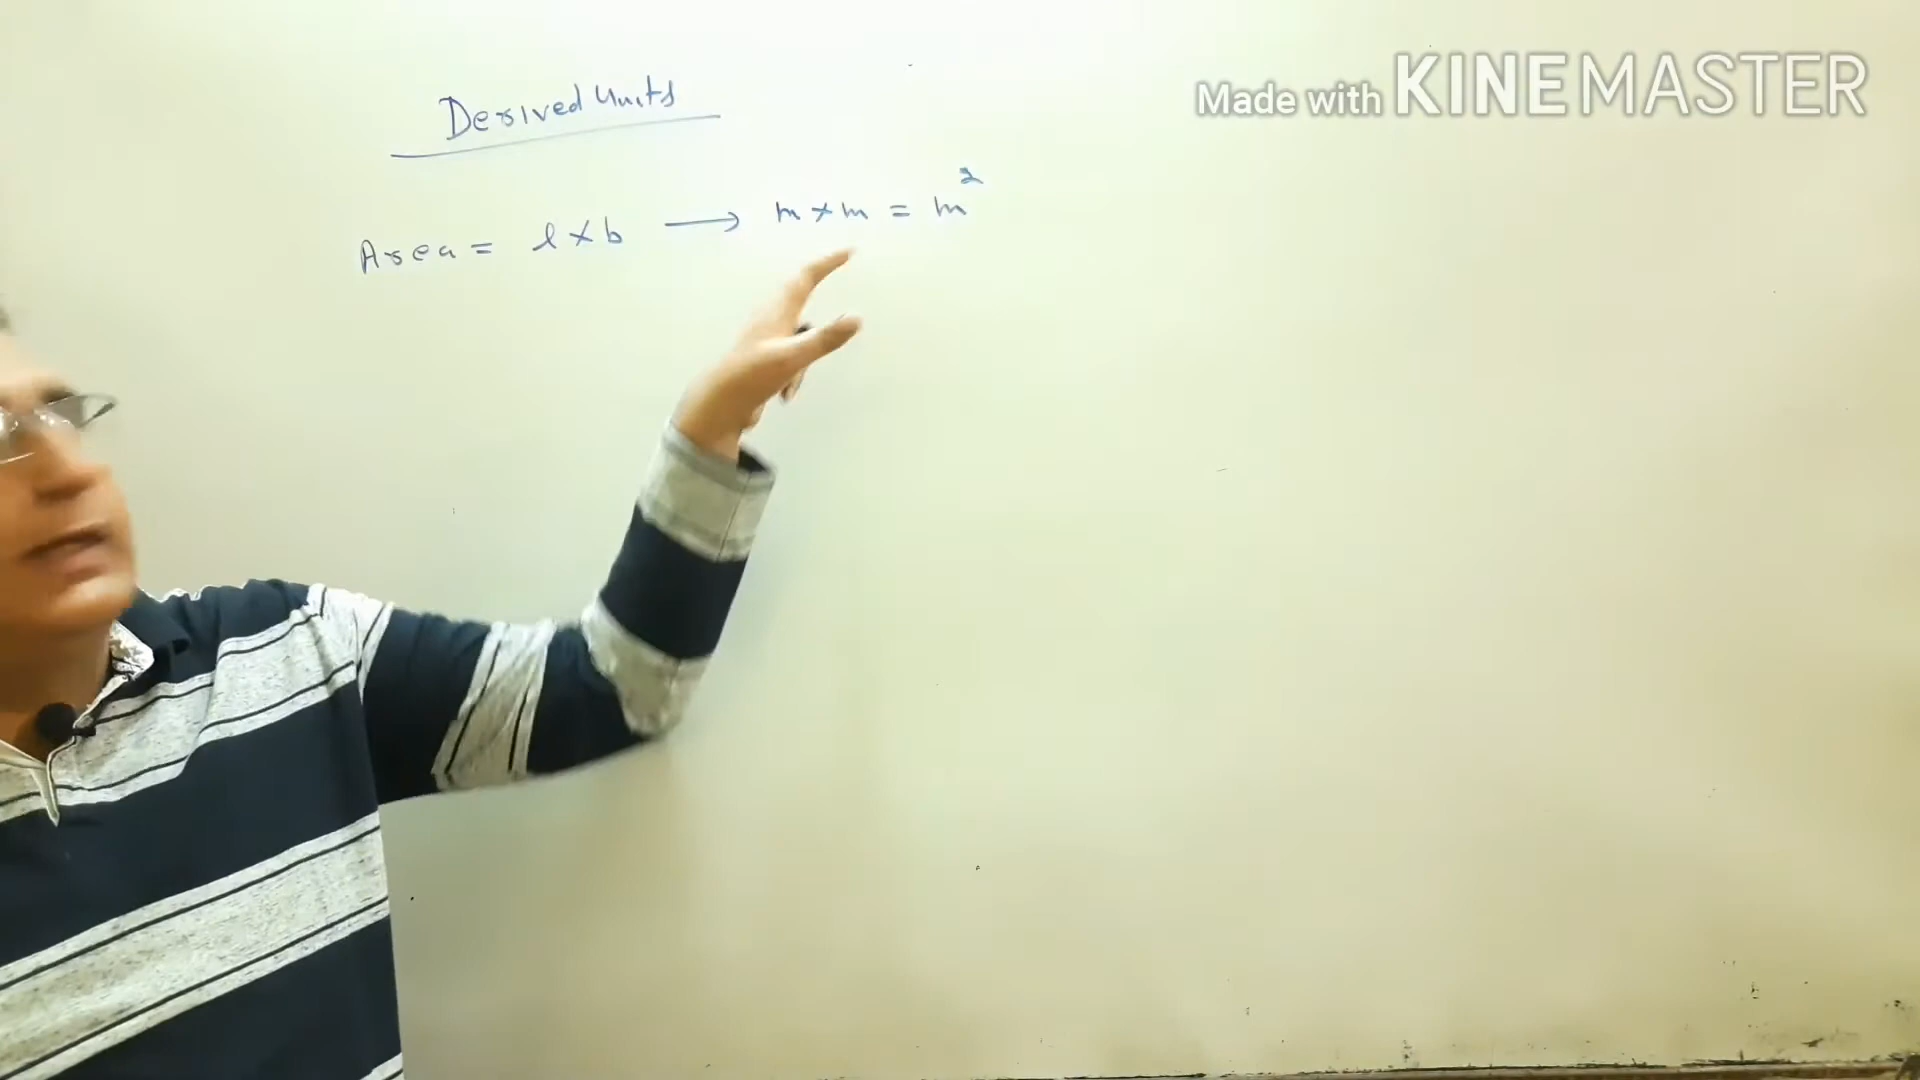 Made with KINEMASTER
Derived Units
Area = l × b → m × m = m²